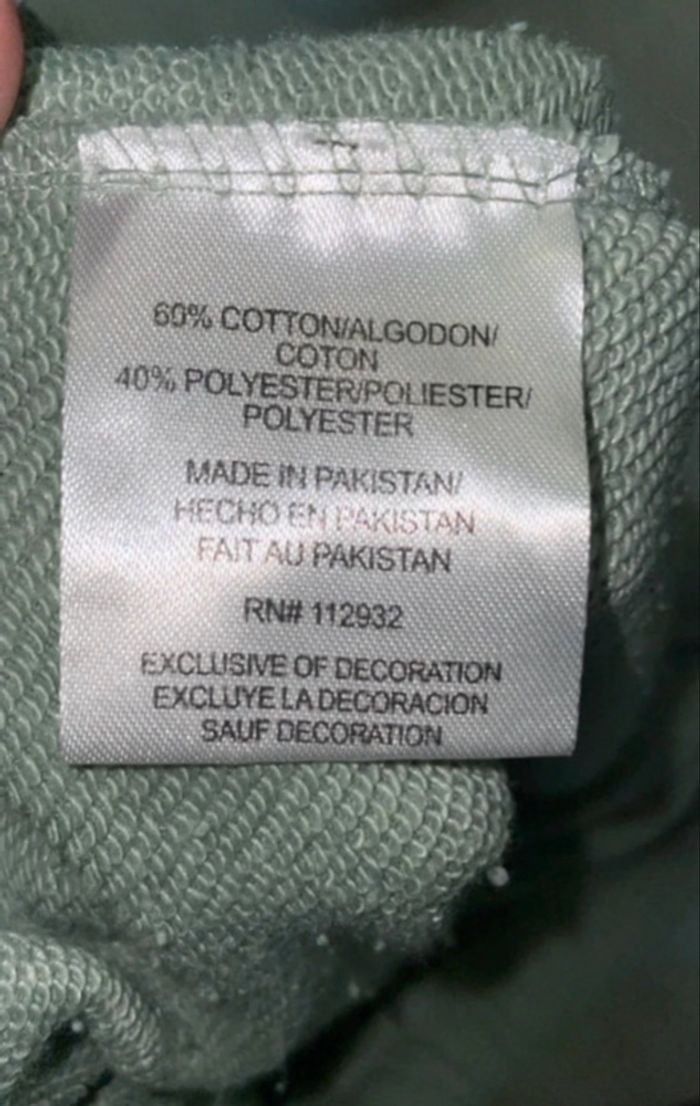 60% COTTON/ALGODON/
COTON
40% POLYESTER/POLIESTER/
POLYESTER
MADE IN PAKISTAN/
HECHO EN PAKISTAN
FAIT AU PAKISTAN
RN# 112932
EXCLUSIVE OF DECORATION
EXCLUYE LA DECORACION
SAUF DECORATION